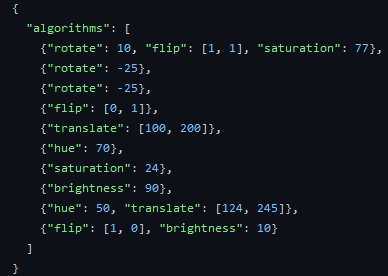 {
  "algorithms": [
    {"rotate": 10, "flip": [1, 1], "saturation": 77},
    {"rotate": -25},
    {"rotate": -25},
    {"flip": [0, 1]},
    {"translate": [100, 200]},
    {"hue": 70},
    {"saturation": 24},
    {"brightness": 90},
    {"hue": 50, "translate": [124, 245]},
    {"flip": [1, 0], "brightness": 10}
  ]
}